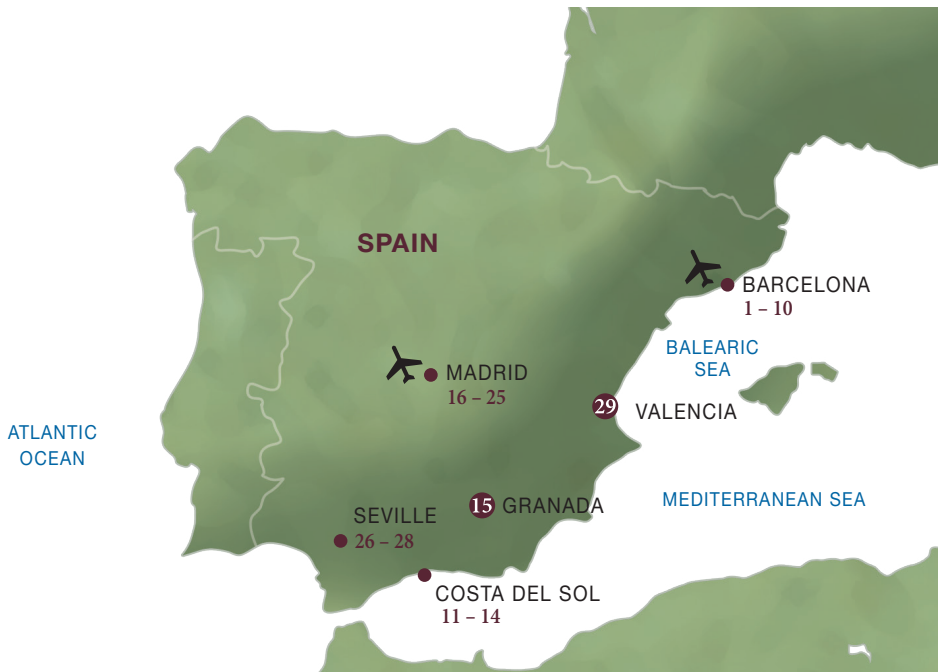 SPAIN
BARCELONA
1 – 10
BALEARIC
SEA
MADRID
16 – 25
29 VALENCIA
ATLANTIC
OCEAN
MEDITERRANEAN SEA
15 GRANADA
SEVILLE
26 – 28
COSTA DEL SOL
11 – 14